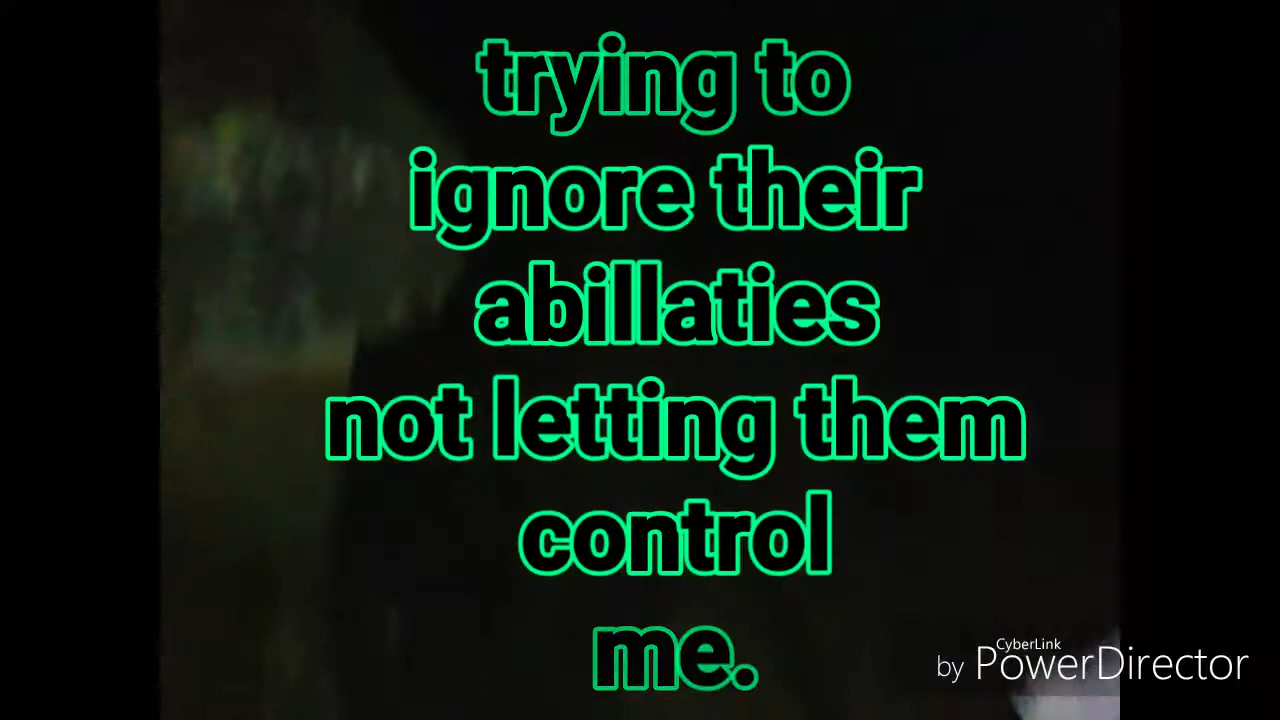 trying to
ignore their
abillaties
not letting them
control
me.
CyberLink
by PowerDirector